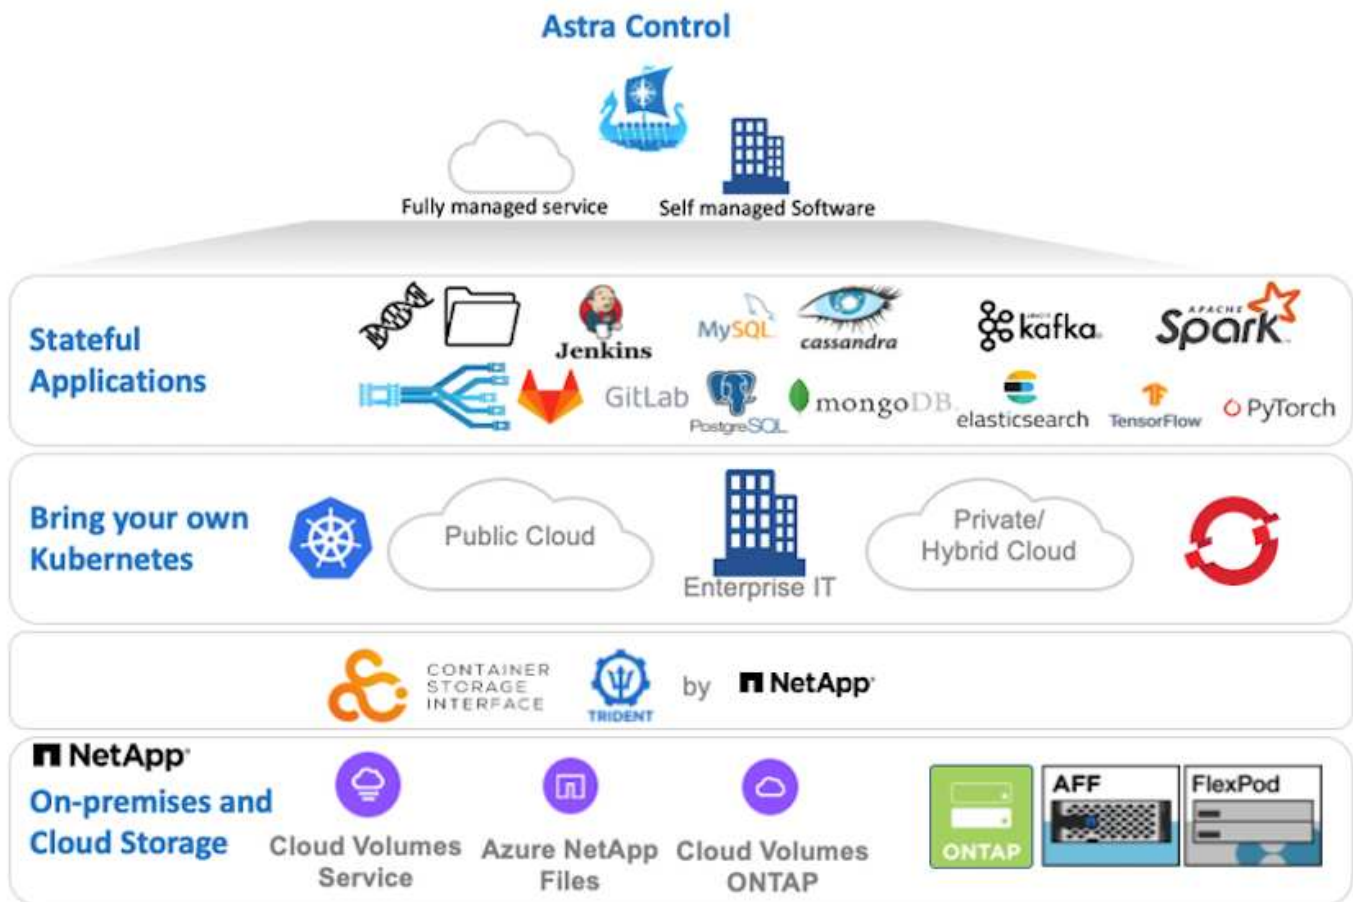 Astra Control
Fully managed service
Self managed Software
Stateful
Applications
Jenkins
MySQL
cassandra
kafka
APACHE
Spark
GitLab
PostgreSQL
mongoDB
elasticsearch
TensorFlow
PyTorch
Bring your own
Kubernetes
Public Cloud
Enterprise IT
Private/
Hybrid Cloud
CONTAINER
STORAGE
INTERFACE
TRIDENT
by
NetApp
NetApp
On-premises and
Cloud Storage
Cloud Volumes
Service
Azure NetApp
Files
Cloud Volumes
ONTAP
ONTAP
AFF
FlexPod